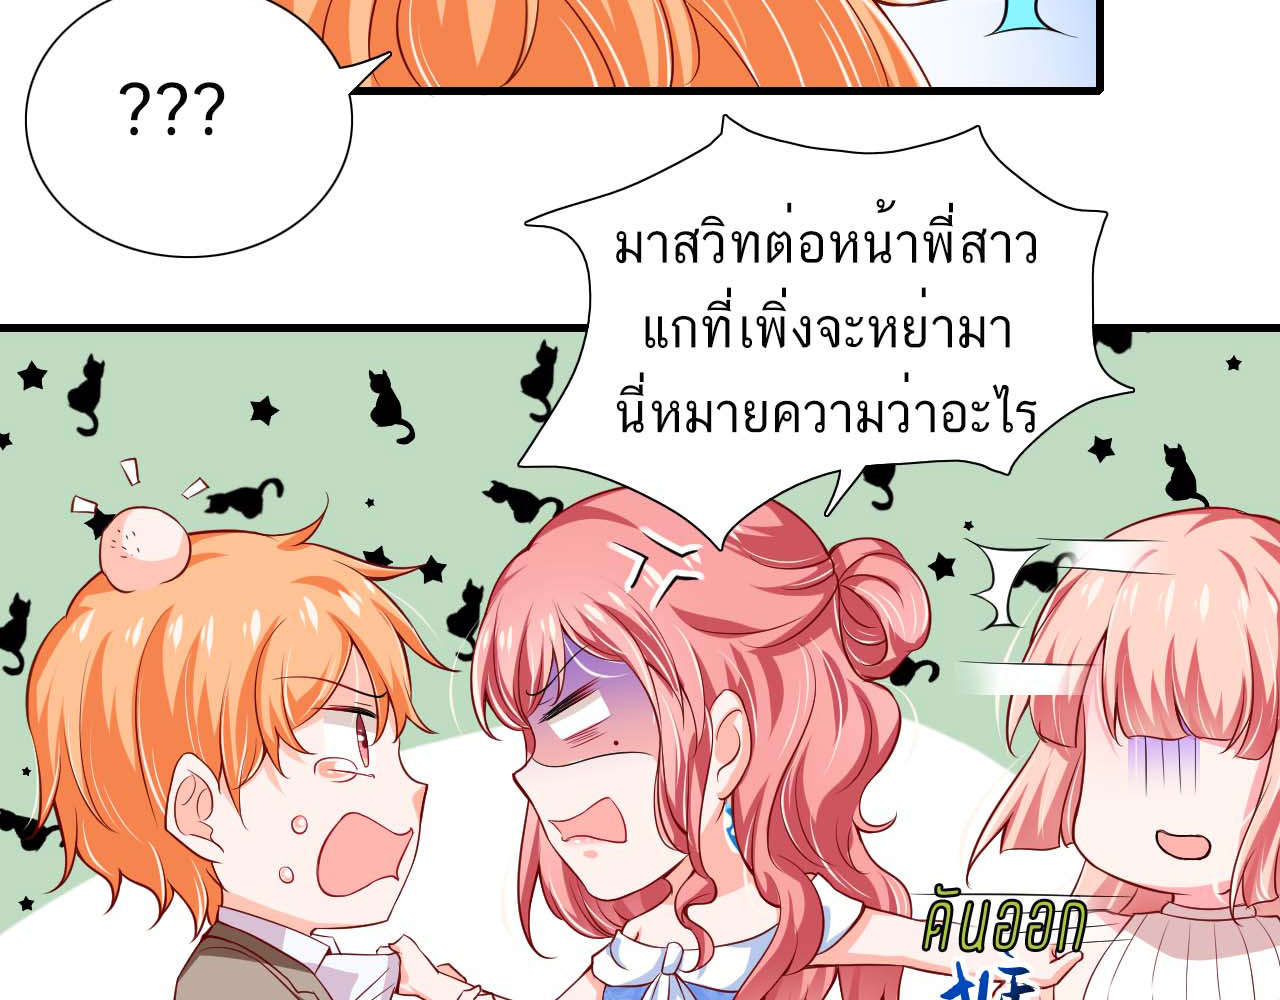 ???
มาสวิทต่อหน้าพี่สาว
แกที่เพิ่งจะหย่ามา
นี่หมายความว่าอะไร
ดันออก